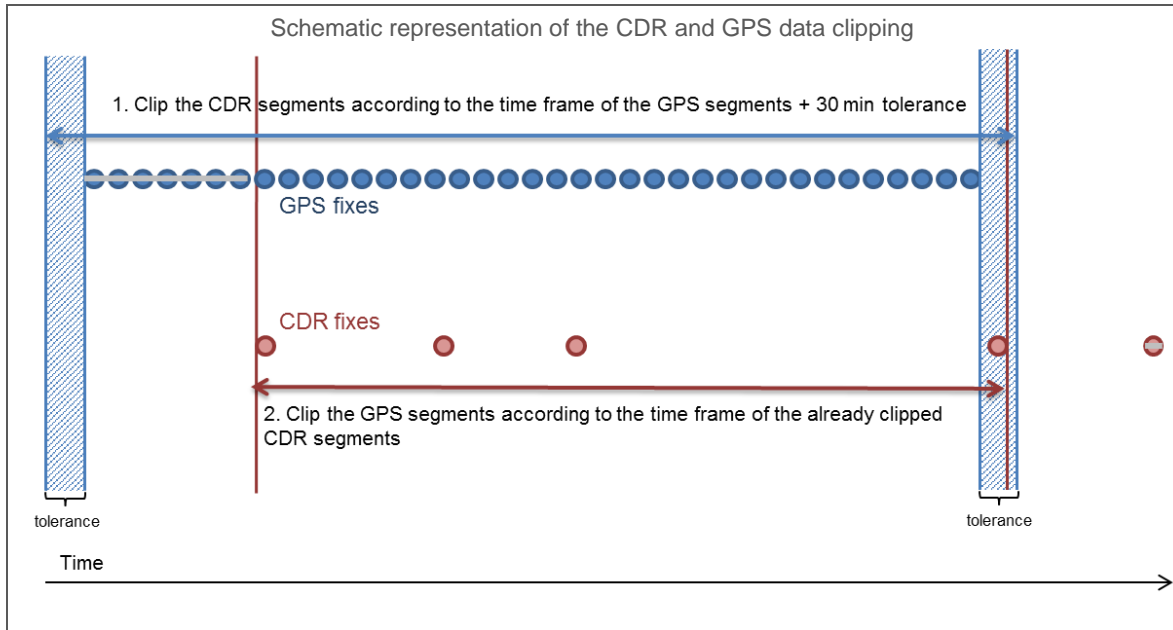 Schematic representation of the CDR and GPS data clipping
1. Clip the CDR segments according to the time frame of the GPS segments + 30 min tolerance
GPS fixes
CDR fixes
2. Clip the GPS segments according to the time frame of the already clipped
CDR segments
tolerance
tolerance
Time